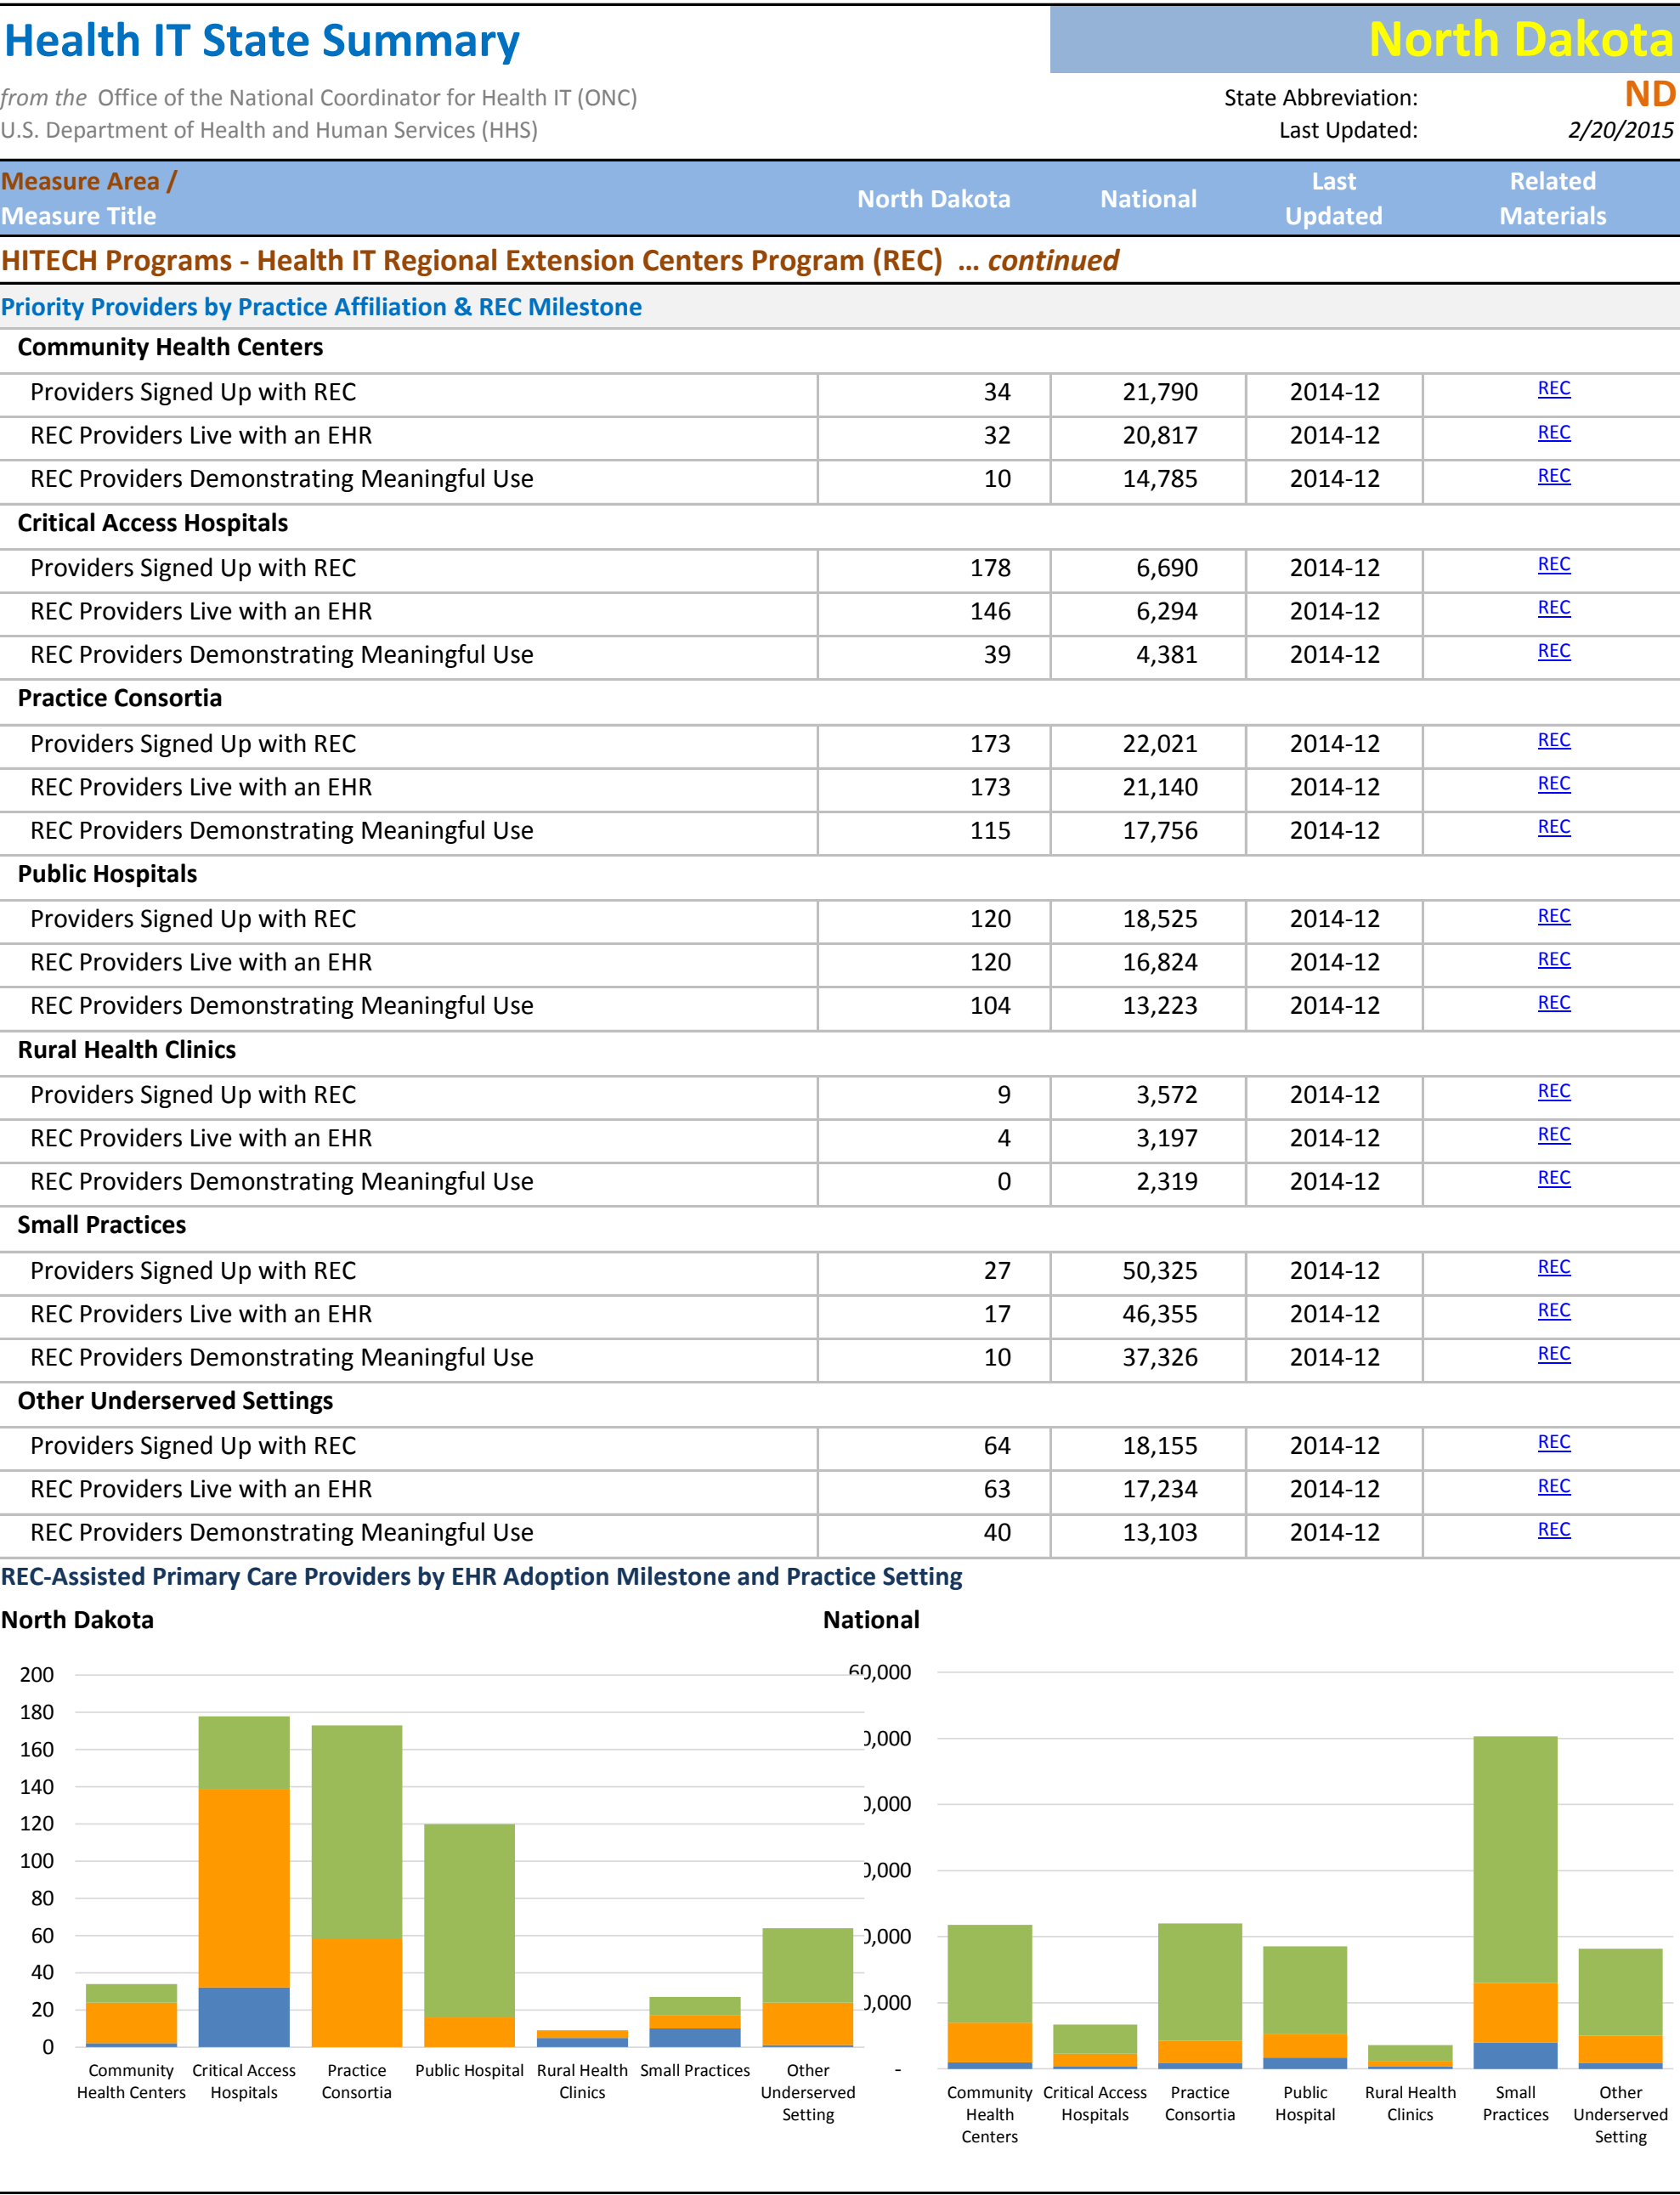 Health IT State Summary North Dakota
from the Office of the National Coordinator for Health IT (ONC) State Abbreviation: ND
U.S. Department of Health and Human Services (HHS) Last Updated: 2/20/2015
Measure Area /
Measure Title North Dakota National Last Updated Related Materials
HITECH Programs - Health IT Regional Extension Centers Program (REC) ... continued
Priority Providers by Practice Affiliation & REC Milestone
Community Health Centers
Providers Signed Up with REC 34 21,790 2014-12 REC
REC Providers Live with an EHR 32 20,817 2014-12 REC
REC Providers Demonstrating Meaningful Use 10 14,785 2014-12 REC
Critical Access Hospitals
Providers Signed Up with REC 178 6,690 2014-12 REC
REC Providers Live with an EHR 146 6,294 2014-12 REC
REC Providers Demonstrating Meaningful Use 39 4,381 2014-12 REC
Practice Consortia
Providers Signed Up with REC 173 22,021 2014-12 REC
REC Providers Live with an EHR 173 21,140 2014-12 REC
REC Providers Demonstrating Meaningful Use 115 17,756 2014-12 REC
Public Hospitals
Providers Signed Up with REC 120 18,525 2014-12 REC
REC Providers Live with an EHR 120 16,824 2014-12 REC
REC Providers Demonstrating Meaningful Use 104 13,223 2014-12 REC
Rural Health Clinics
Providers Signed Up with REC 9 3,572 2014-12 REC
REC Providers Live with an EHR 4 3,197 2014-12 REC
REC Providers Demonstrating Meaningful Use 0 2,319 2014-12 REC
Small Practices
Providers Signed Up with REC 27 50,325 2014-12 REC
REC Providers Live with an EHR 17 46,355 2014-12 REC
REC Providers Demonstrating Meaningful Use 10 37,326 2014-12 REC
Other Underserved Settings
Providers Signed Up with REC 64 18,155 2014-12 REC
REC Providers Live with an EHR 63 17,234 2014-12 REC
REC Providers Demonstrating Meaningful Use 40 13,103 2014-12 REC
REC-Assisted Primary Care Providers by EHR Adoption Milestone and Practice Setting
North Dakota
200
180
160
140
120
100
80
60
40
20
0
Community Critical Access Practice Public Hospital Rural Health Small Practices Other
Health Centers Hospitals Consortia Clinics Underserved
Setting
National
60,000
0,000
0,000
0,000
0,000
0,000
-
Community Critical Access Practice Public Rural Health Small Other
Health Hospitals Consortia Hospital Clinics Practices Underserved
Centers Setting